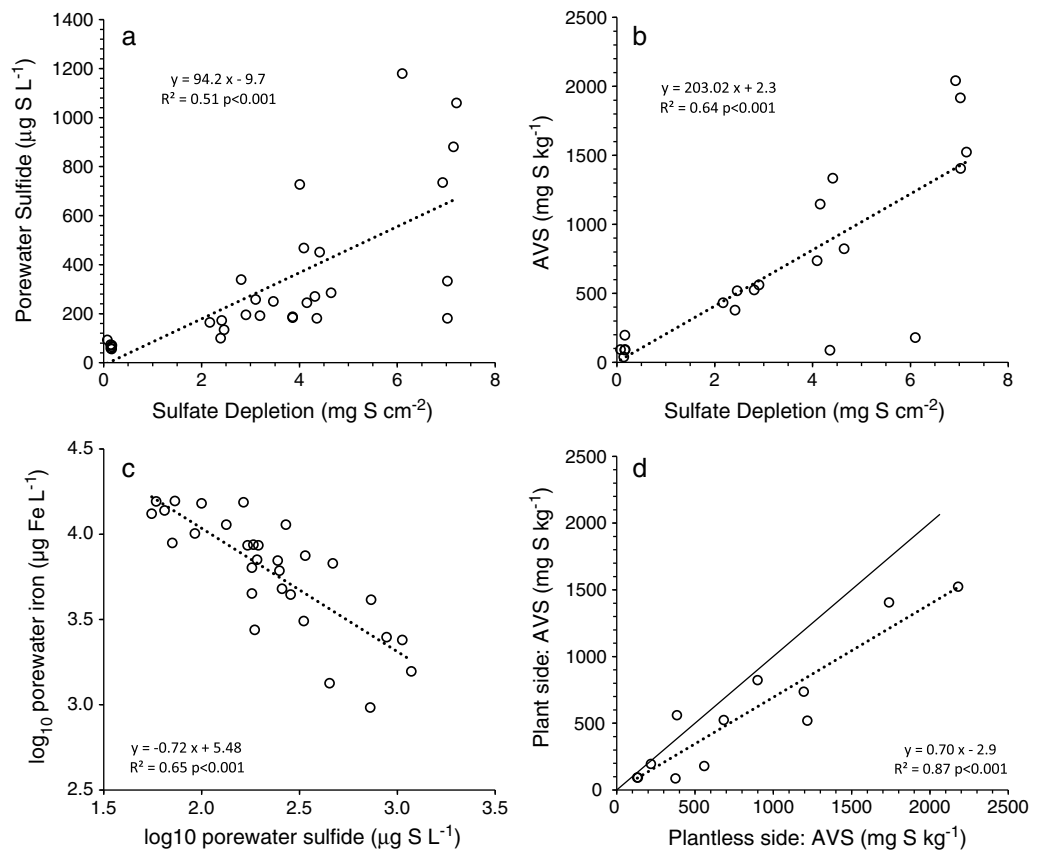 a
y = 94.2 x - 9.7
R² = 0.51 p<0.001
Porewater Sulfide (μg S L⁻¹)
1400
1200
1000
800
600
400
200
0
0 2 4 6 8
Sulfate Depletion (mg S cm⁻²)
b
y = 203.02 x + 2.3
R² = 0.64 p<0.001
AVS (mg S kg⁻¹)
2500
2000
1500
1000
500
0
0 2 4 6 8
Sulfate Depletion (mg S cm⁻²)
c
log₁₀ porewater iron (μg Fe L⁻¹)
4.5
4.0
3.5
3.0
2.5
y = -0.72 x + 5.48
R² = 0.65 p<0.001
1.5 2.0 2.5 3.0 3.5
log10 porewater sulfide (μg S L⁻¹)
d
Plant side: AVS (mg S kg⁻¹)
2500
2000
1500
1000
500
0
y = 0.70 x - 2.9
R² = 0.87 p<0.001
0 500 1000 1500 2000 2500
Plantless side: AVS (mg S kg⁻¹)